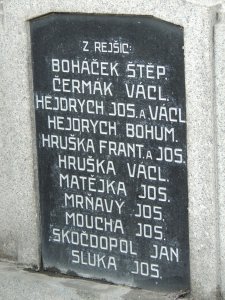 Z REJŠIC:
BOHÁČEK ŠTĚP.
ČERMÁK VÁCL.
HEJDRYCH JOS. A VÁCL.
HEJDRYCH BOHUM.
HRUŠKA FRANT. A JOS.
HRUŠKA VÁCL.
MATĚJKA JOS.
MRŇAVÝ JOS.
MOUCHA JOS.
SKOČDOPOL JAN
SLUKA JOS.